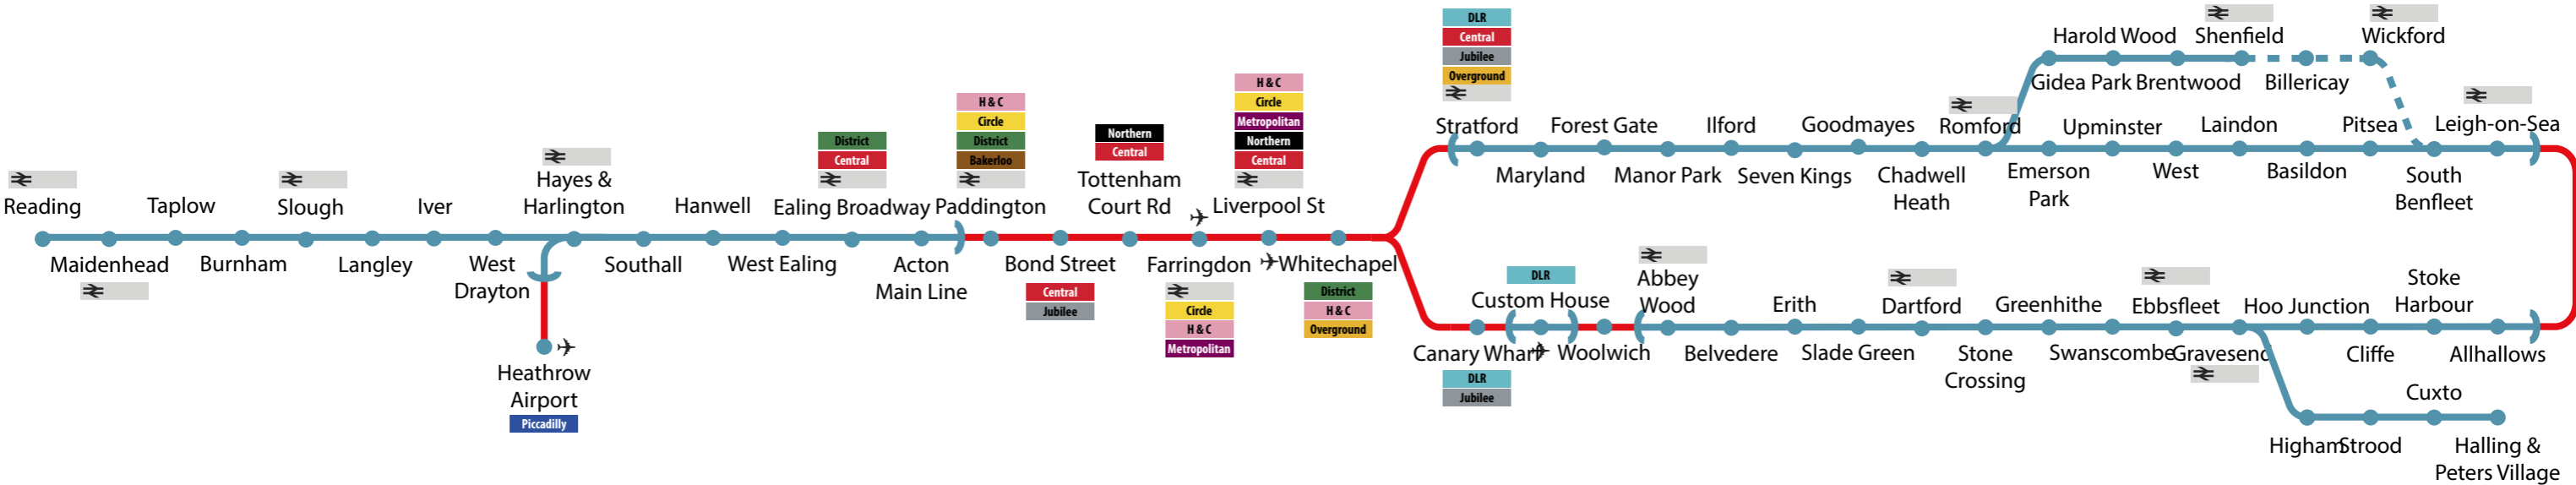 DLR
Central
Jubilee
Overground
Stratford
Harold Wood
Shenfield
Wickford
Gidea Park
Brentwood
Billericay
Forest Gate
Ilford
Goodmayes
Romford
Upminster
Laindon
Pitsea
Leigh-on-Sea
Maryland
Manor Park
Seven Kings
Chadwell
Heath
Emerson
Park
West
Basildon
South
Benfleet
Reading
Taplow
Slough
Iver
Hayes &
Harlington
Hanwell
District
Central
Ealing Broadway
H & C
Circle
District
Bakerloo
Paddington
Northern
Central
Tottenham
Court Rd
H & C
Circle
Metropolitan
Northern
Central
Liverpool St
Maidenhead
Burnham
Langley
West
Drayton
Southall
West Ealing
Acton
Main Line
Bond Street
Central
Jubilee
Farringdon
Circle
H & C
Metropolitan
Whitechapel
District
H & C
Overground
Heathrow
Airport
Piccadilly
DLR
Custom House
Abbey
Wood
Erith
Dartford
Greenhithe
Ebbsfleet
Hoo Junction
Stoke
Harbour
Canary Wharf
DLR
Jubilee
Woolwich
Belvedere
Slade Green
Stone
Crossing
Swanscombe
Gravesend
Cliffe
Allhallows
Cuxto
Higham
Strood
Halling &
Peters Village